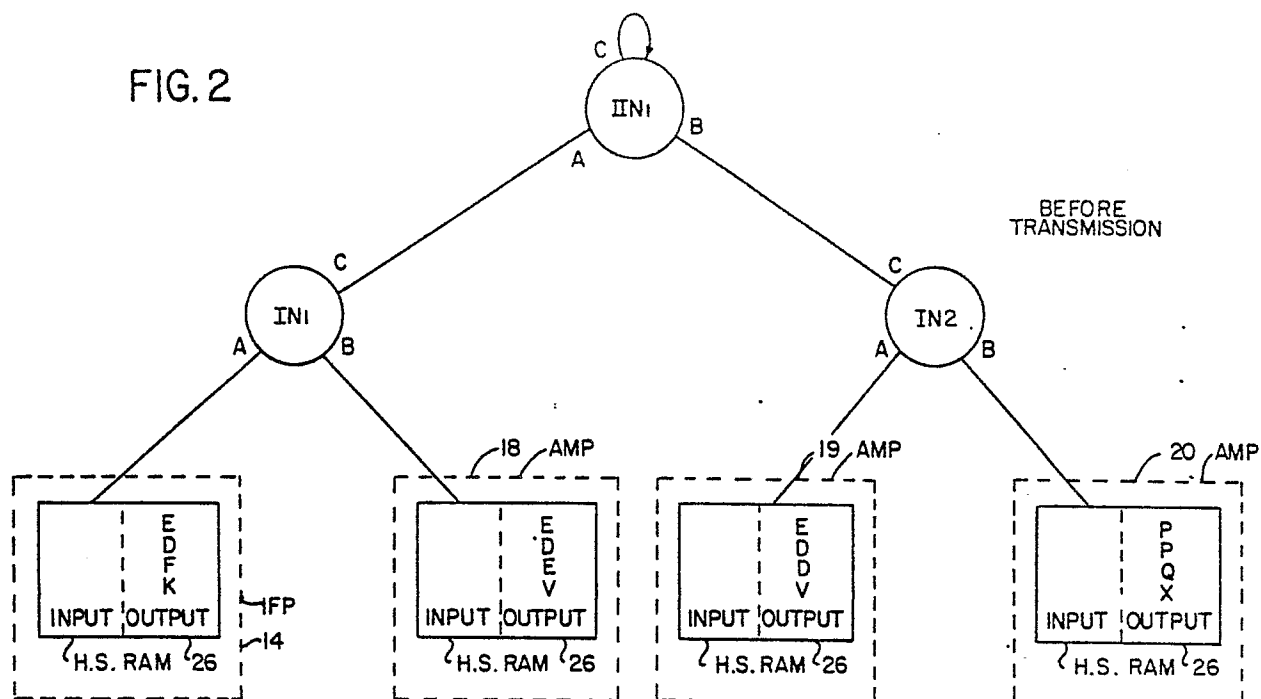 FIG. 2
C
IIN1
A
B
BEFORE
TRANSMISSION
C
IN1
A
B
C
IN2
A
B
18
AMP
19
AMP
20
AMP
E
D
F
K
INPUT
OUTPUT
H.S. RAM
26
IFP
14
E
D
E
V
INPUT
OUTPUT
H.S. RAM
26
E
D
D
V
INPUT
OUTPUT
H.S. RAM
26
P
P
Q
X
INPUT
OUTPUT
H.S. RAM
26